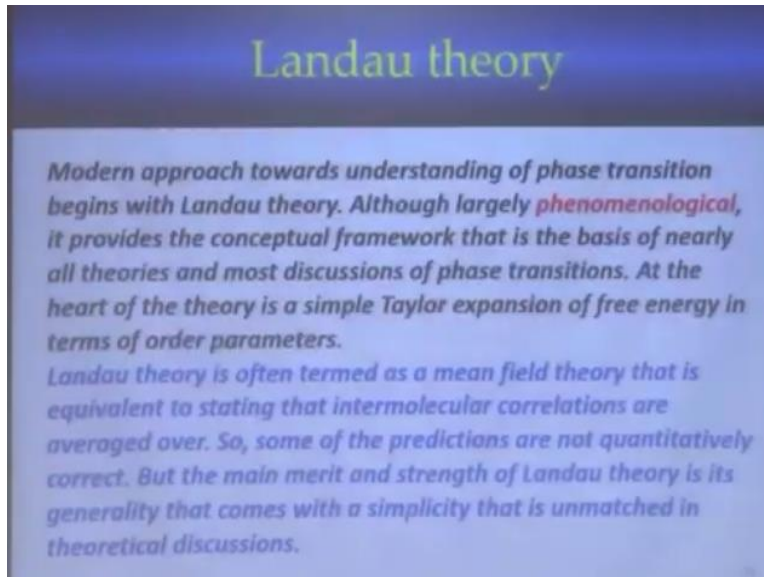 Landau theory
Modern approach towards understanding of phase transition
begins with Landau theory. Although largely phenomenological,
it provides the conceptual framework that is the basis of nearly
all theories and most discussions of phase transitions. At the
heart of the theory is a simple Taylor expansion of free energy in
terms of order parameters.
Landau theory is often termed as a mean field theory that is
equivalent to stating that intermolecular correlations are
averaged over. So, some of the predictions are not quantitatively
correct. But the main merit and strength of Landau theory is its
generality that comes with a simplicity that is unmatched in
theoretical discussions.